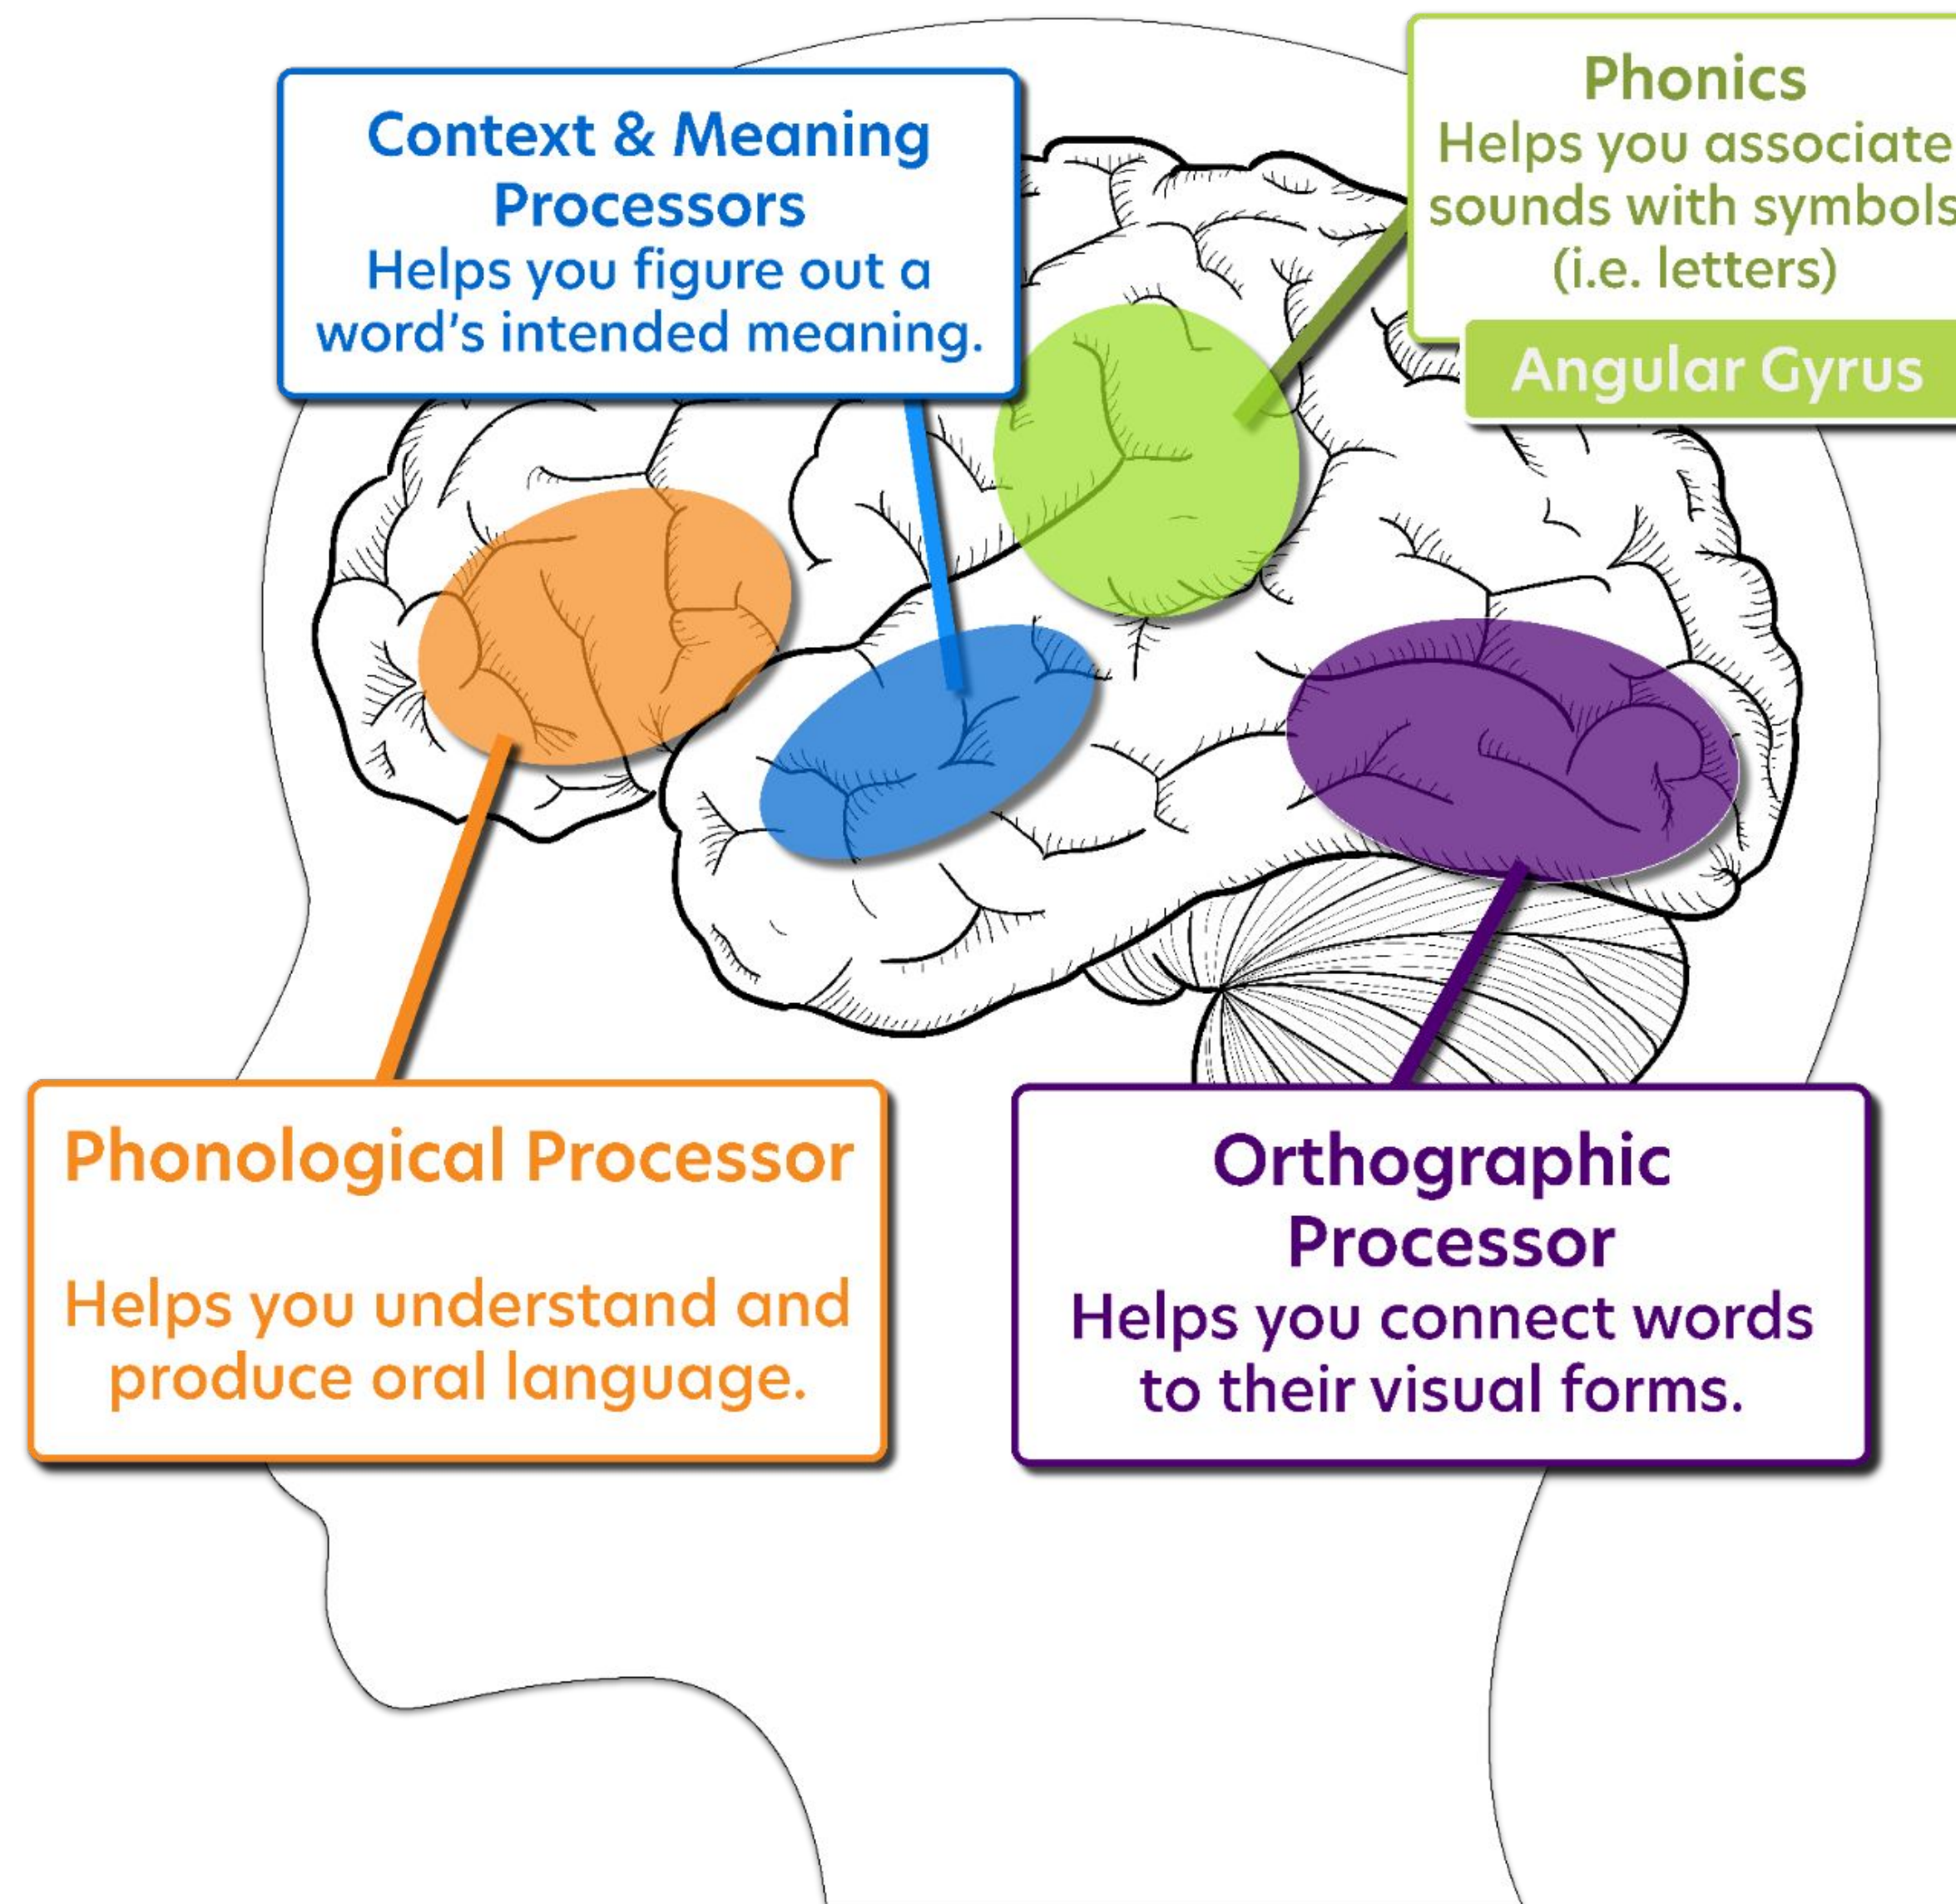 Context & Meaning
Processors
Helps you figure out a
word's intended meaning.
Phonics
Helps you associate
sounds with symbols
(i.e. letters)
Angular Gyrus
Phonological Processor
Helps you understand and
produce oral language.
Orthographic
Processor
Helps you connect words
to their visual forms.